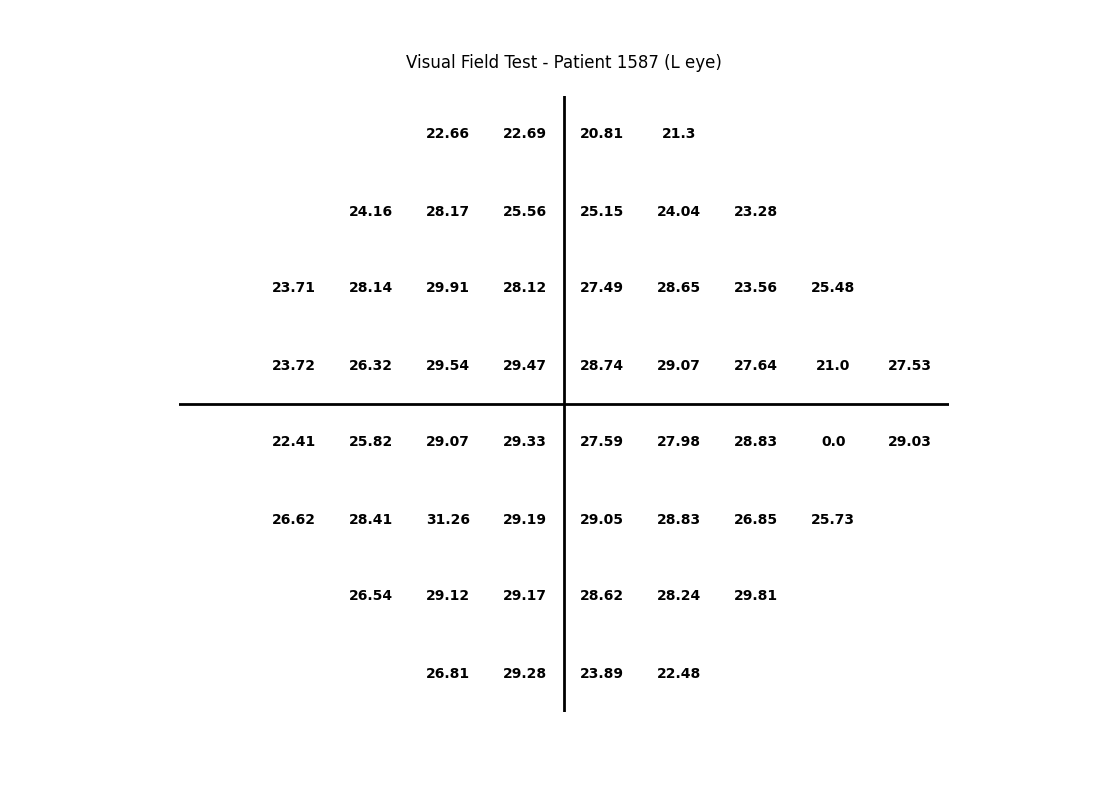 Visual Field Test - Patient 1587 (L eye)
22.66 22.69 20.81 21.3
24.16 28.17 25.56 25.15 24.04 23.28
23.71 28.14 29.91 28.12 27.49 28.65 23.56 25.48
23.72 26.32 29.54 29.47 28.74 29.07 27.64 21.0 27.53
22.41 25.82 29.07 29.33 27.59 27.98 28.83 0.0 29.03
26.62 28.41 31.26 29.19 29.05 28.83 26.85 25.73
26.54 29.12 29.17 28.62 28.24 29.81
26.81 29.28 23.89 22.48